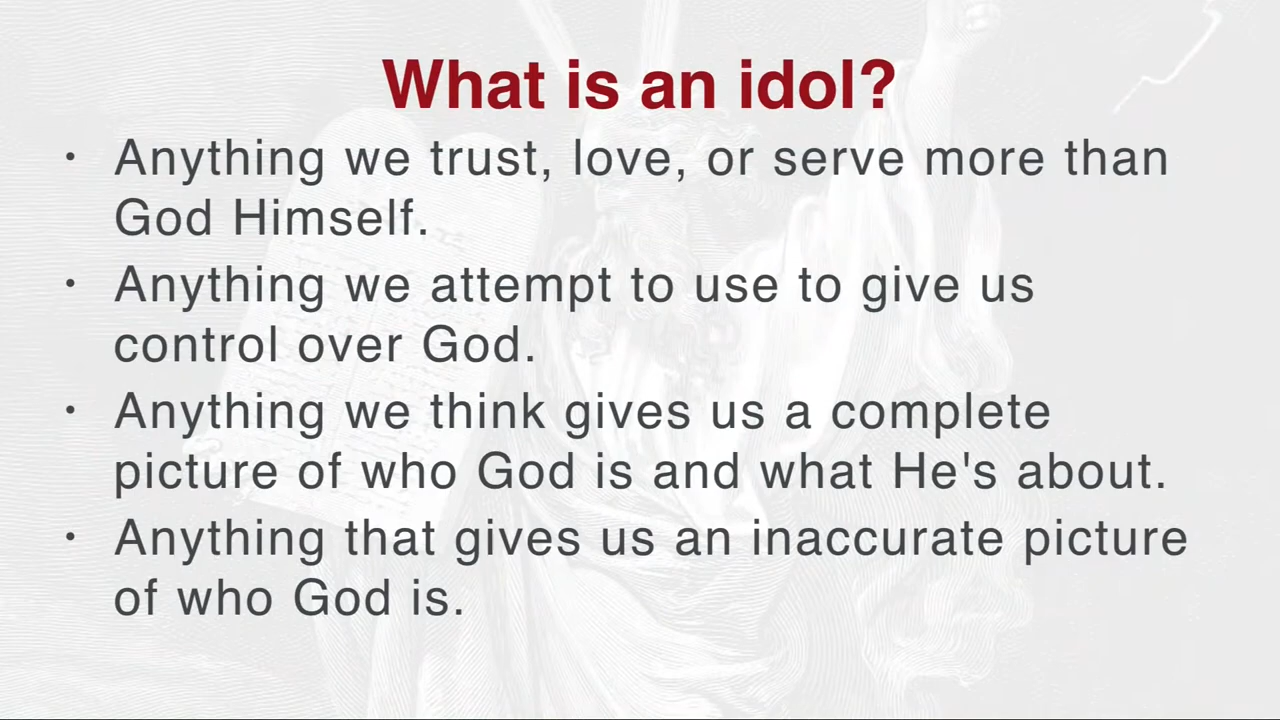 What is an idol?
• Anything we trust, love, or serve more than
God Himself.
• Anything we attempt to use to give us
control over God.
• Anything we think gives us a complete
picture of who God is and what He's about.
• Anything that gives us an inaccurate picture
of who God is.